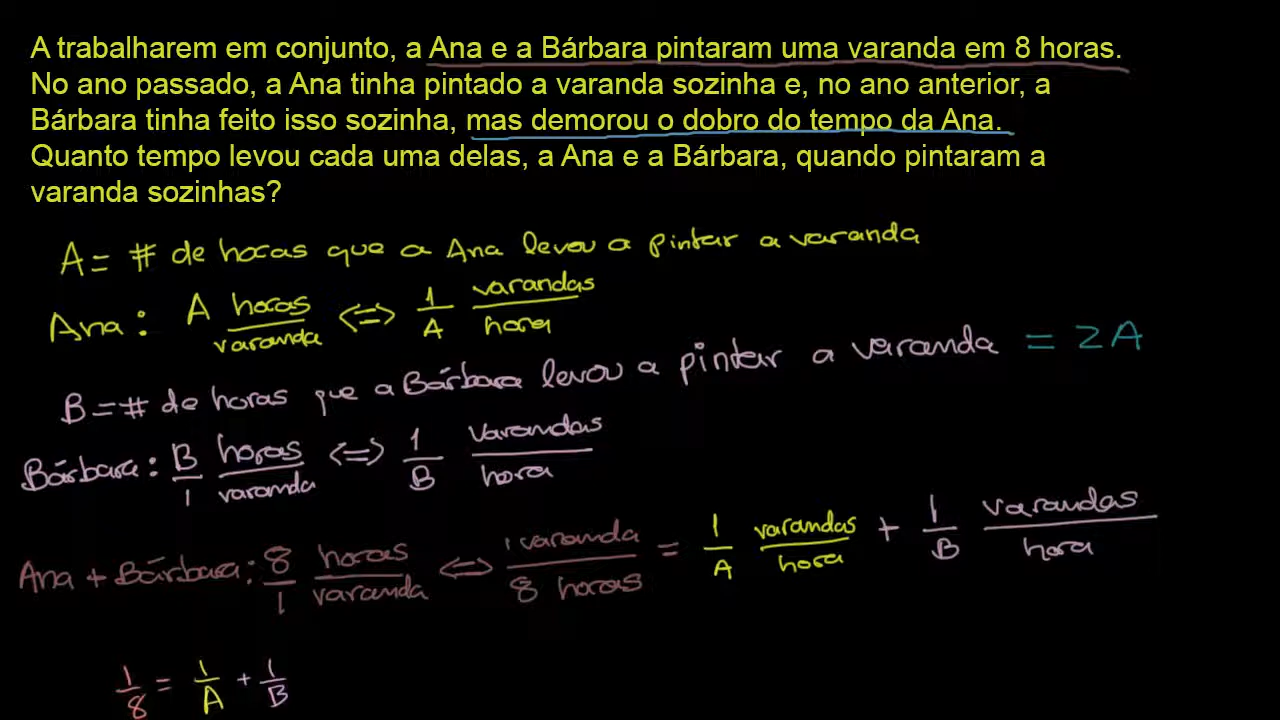 A trabalharem em conjunto, a Ana e a Bárbara pintaram uma varanda em 8 horas.
No ano passado, a Ana tinha pintado a varanda sozinha e, no ano anterior, a
Bárbara tinha feito isso sozinha, mas demorou o dobro do tempo da Ana.
Quanto tempo levou cada uma delas, a Ana e a Bárbara, quando pintaram a
varanda sozinhas?
A = # de horas que a Ana levou a pintar a varanda
Ana: A horas/varanda <=> 1/A varandas/hora
B = # de horas que a Bárbara levou a pintar a varanda = 2A
Bárbara: B/1 horas/varanda <=> 1/B varandas/hora
Ana + Bárbara: 8/1 horas/varanda <=> 1 varanda/8 horas = 1/A varandas/hora + 1/B varandas/hora
1/8 = 1/A + 1/B